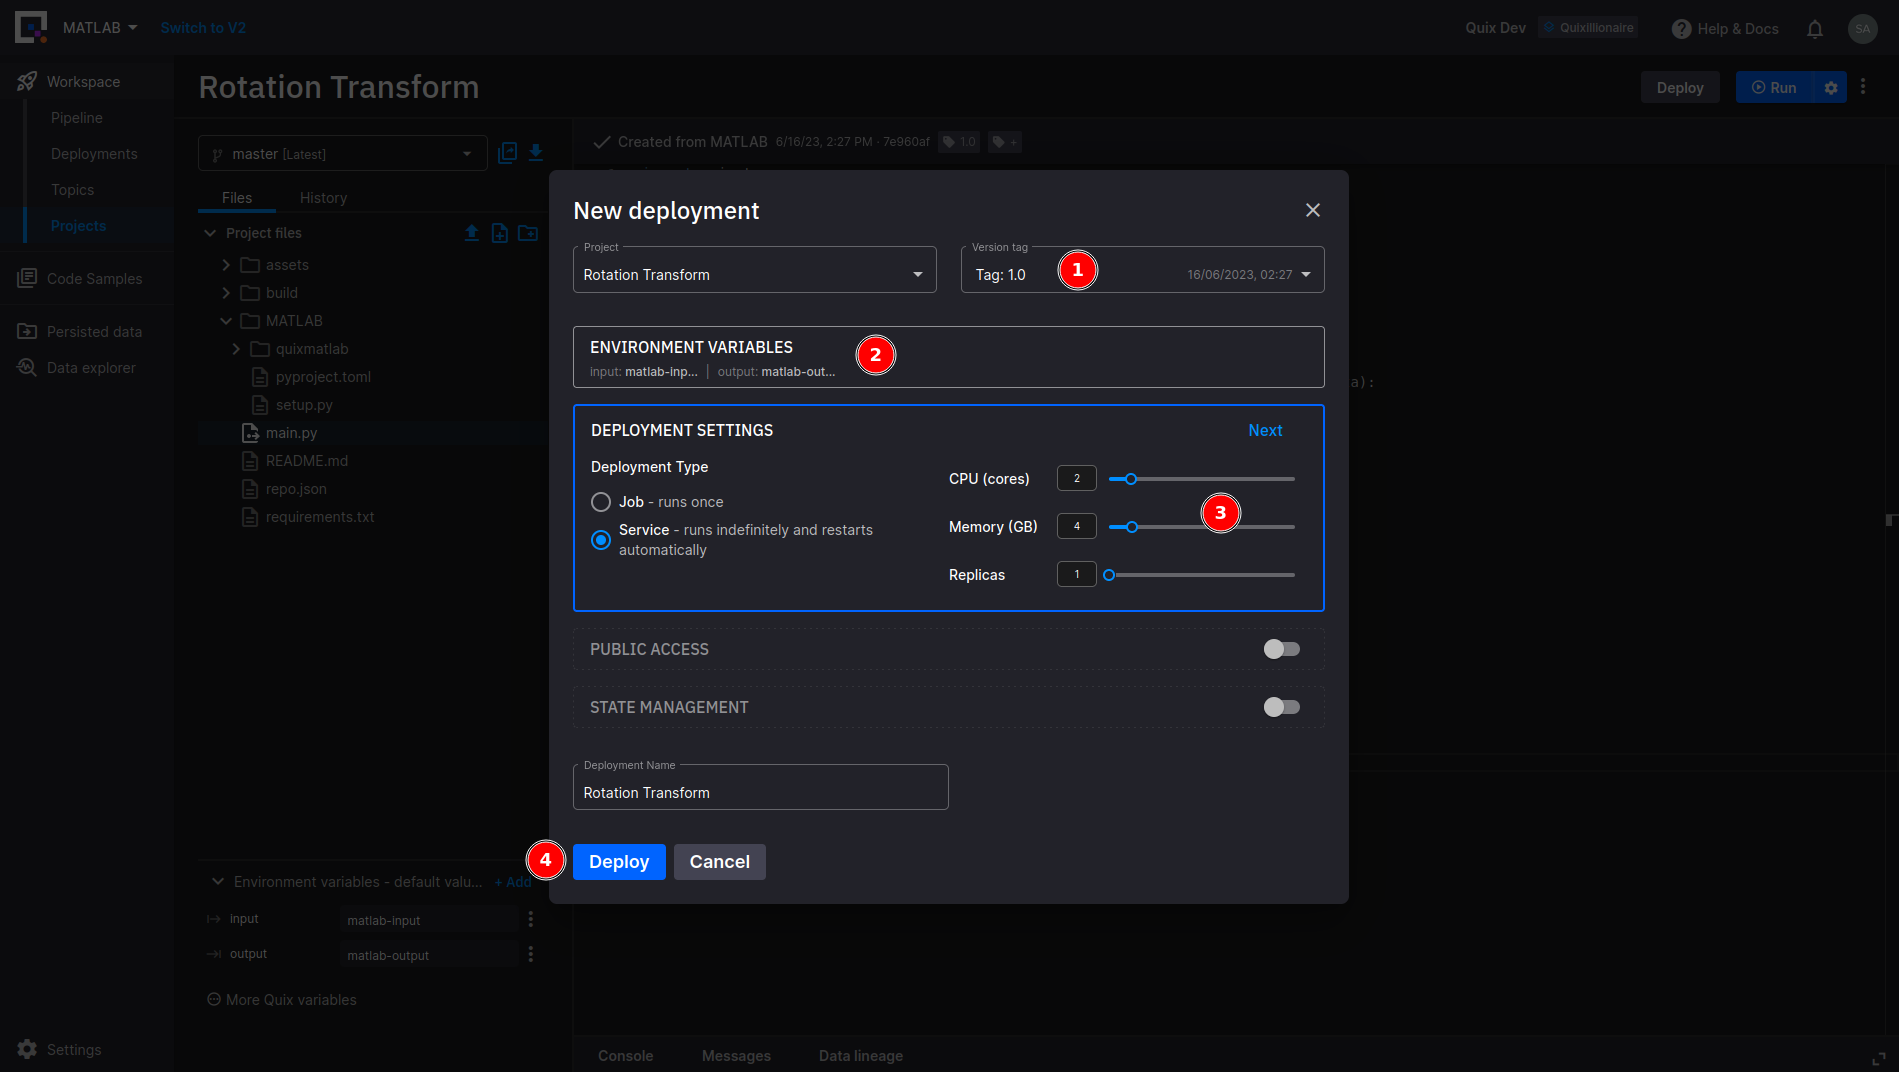 MATLAB
Switch to V2
Quix Dev
Quixillionaire
Help & Docs
SA
Workspace
Pipeline
Deployments
Topics
Projects
Code Samples
Persisted data
Data explorer
Settings
Rotation Transform
Deploy
Run
master [Latest]
Files
History
Project files
assets
build
MATLAB
quixmatlab
pyproject.toml
setup.py
main.py
README.md
repo.json
requirements.txt
Environment variables - default valu...
+ Add
input
matlab-input
output
matlab-output
More Quix variables
Created from MATLAB 6/16/23, 2:27 PM · 7e960af
1.0
+
a):
New deployment
Project
Rotation Transform
Version tag
Tag: 1.0
1
16/06/2023, 02:27
ENVIRONMENT VARIABLES
input: matlab-inp... | output: matlab-out...
2
DEPLOYMENT SETTINGS
Next
Deployment Type
Job - runs once
Service - runs indefinitely and restarts
automatically
CPU (cores)
2
Memory (GB)
4
3
Replicas
1
PUBLIC ACCESS
STATE MANAGEMENT
Deployment Name
Rotation Transform
4
Deploy
Cancel
Console
Messages
Data lineage